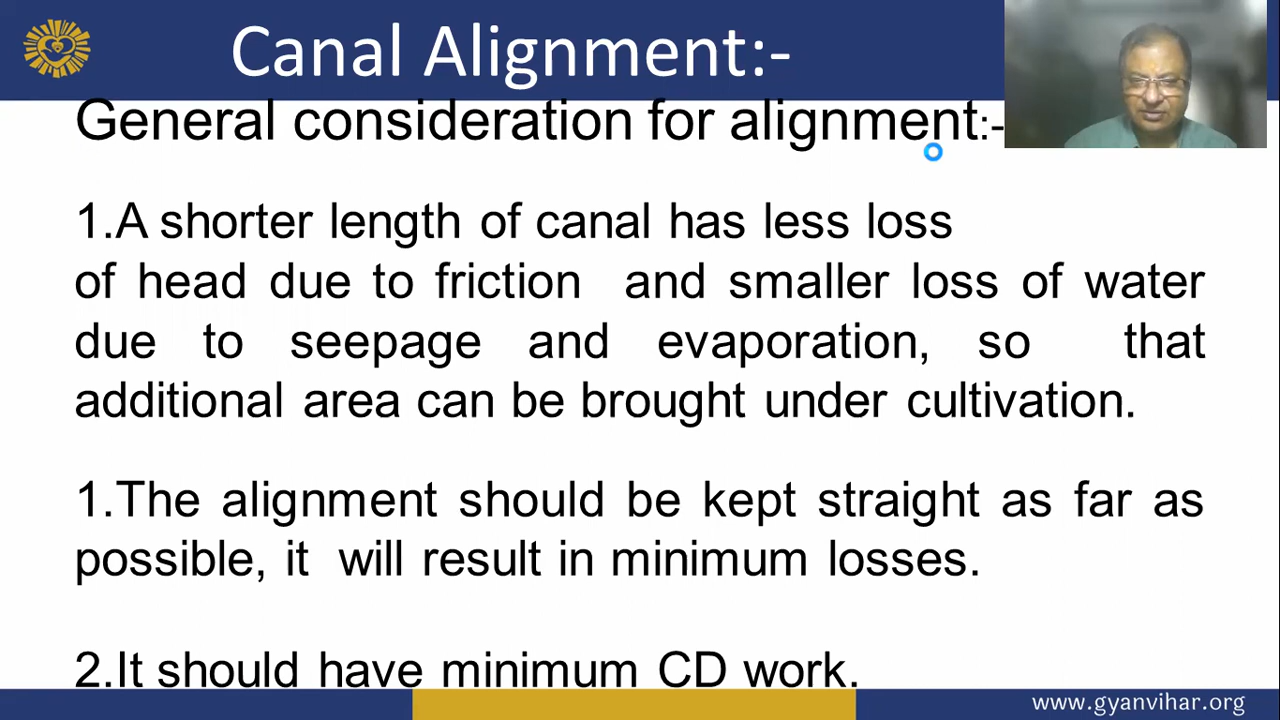 Canal Alignment:-
General consideration for alignment:-
1.A shorter length of canal has less loss
of head due to friction and smaller loss of water
due to seepage and evaporation, so that
additional area can be brought under cultivation.
1.The alignment should be kept straight as far as
possible, it will result in minimum losses.
2.It should have minimum CD work.
www.gyanvihar.org